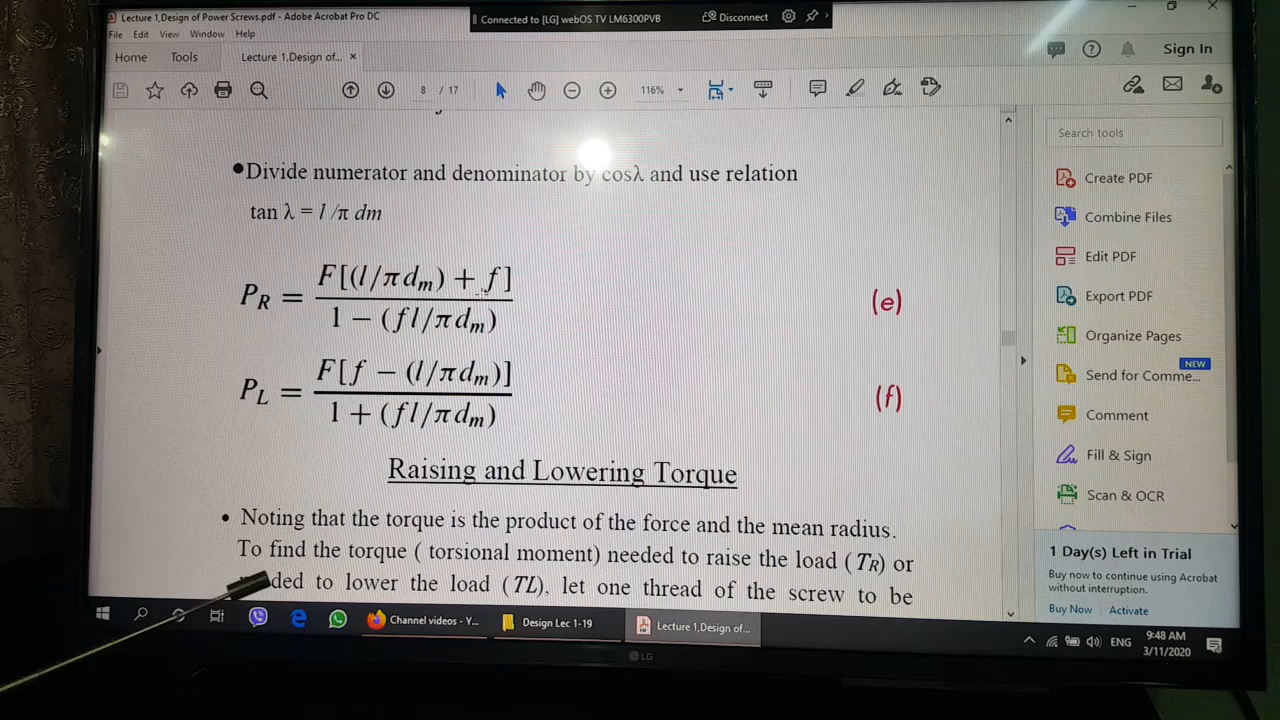 Lecture 1,Design of Power Screws.pdf - Adobe Acrobat Pro DC
Connected to [LG] webOS TV LM6300PVB
Disconnect
File Edit View Window Help
Home Tools Lecture 1,Design of... ×
Sign In
8 / 17
116%
Search tools
• Divide numerator and denominator by cosλ and use relation
tan λ = l /π dm
P_R = F[(l/πd_m) + f] / 1 − (fl/πd_m) (e)
P_L = F[f − (l/πd_m)] / 1 + (fl/πd_m) (f)
Raising and Lowering Torque
• Noting that the torque is the product of the force and the mean radius.
To find the torque ( torsional moment) needed to raise the load (TR) or
ded to lower the load (TL), let one thread of the screw to be
Create PDF
Combine Files
Edit PDF
Export PDF
Organize Pages
NEW
Send for Comme...
Comment
Fill & Sign
Scan & OCR
1 Day(s) Left in Trial
Buy now to continue using Acrobat
without interruption.
Buy Now Activate
Channel videos - Y...
Design Lec 1-19
Lecture 1,Design of...
ENG
9:48 AM
3/11/2020
LG